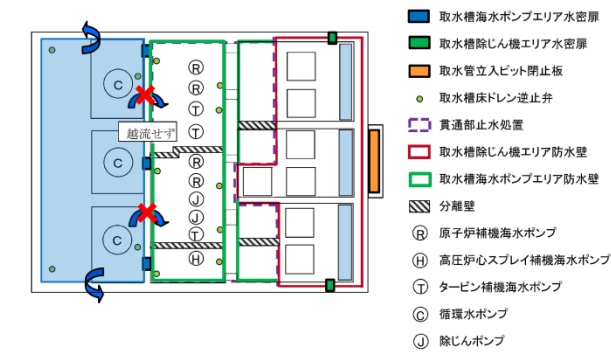 取水槽海水ポンプエリア水密扉
取水槽除じん機エリア水密扉
取水管立入ピット閉止板
取水槽床ドレン逆止弁
貫通部止水処置
取水槽除じん機エリア防水壁
取水槽海水ポンプエリア防水壁
分離壁
Ⓡ 原子炉補機海水ポンプ
Ⓗ 高圧炉心スプレイ補機海水ポンプ
Ⓣ タービン補機海水ポンプ
Ⓒ 循環水ポンプ
Ⓙ 除じんポンプ
越流せず
C
C
C
R
R
T
T
R
R
J
J
T
H